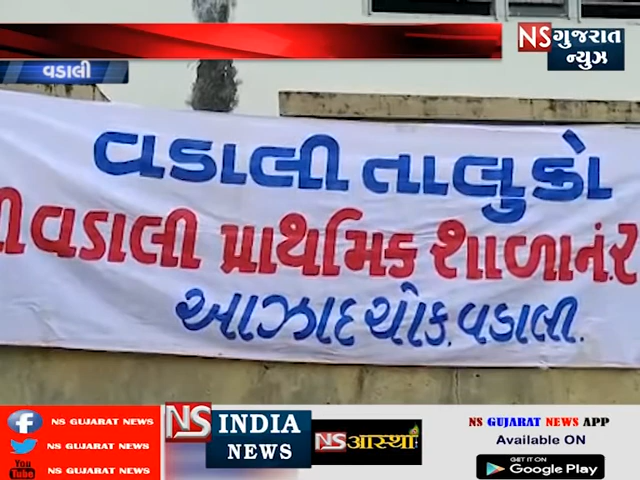 NS ગુજરાત
ન્યુઝ
વડાલી
વડાલી તાલુકો
વડાલી પ્રાથમિક શાળાનં.૨
આઝાદ ચોક, વડાલી.
NS GUJARAT NEWS
NS GUJARAT NEWS
You Tube NS GUJARAT NEWS
NS INDIA NEWS
NS आस्था
NS GUJARAT NEWS APP
Available ON
GET IT ON
Google Play